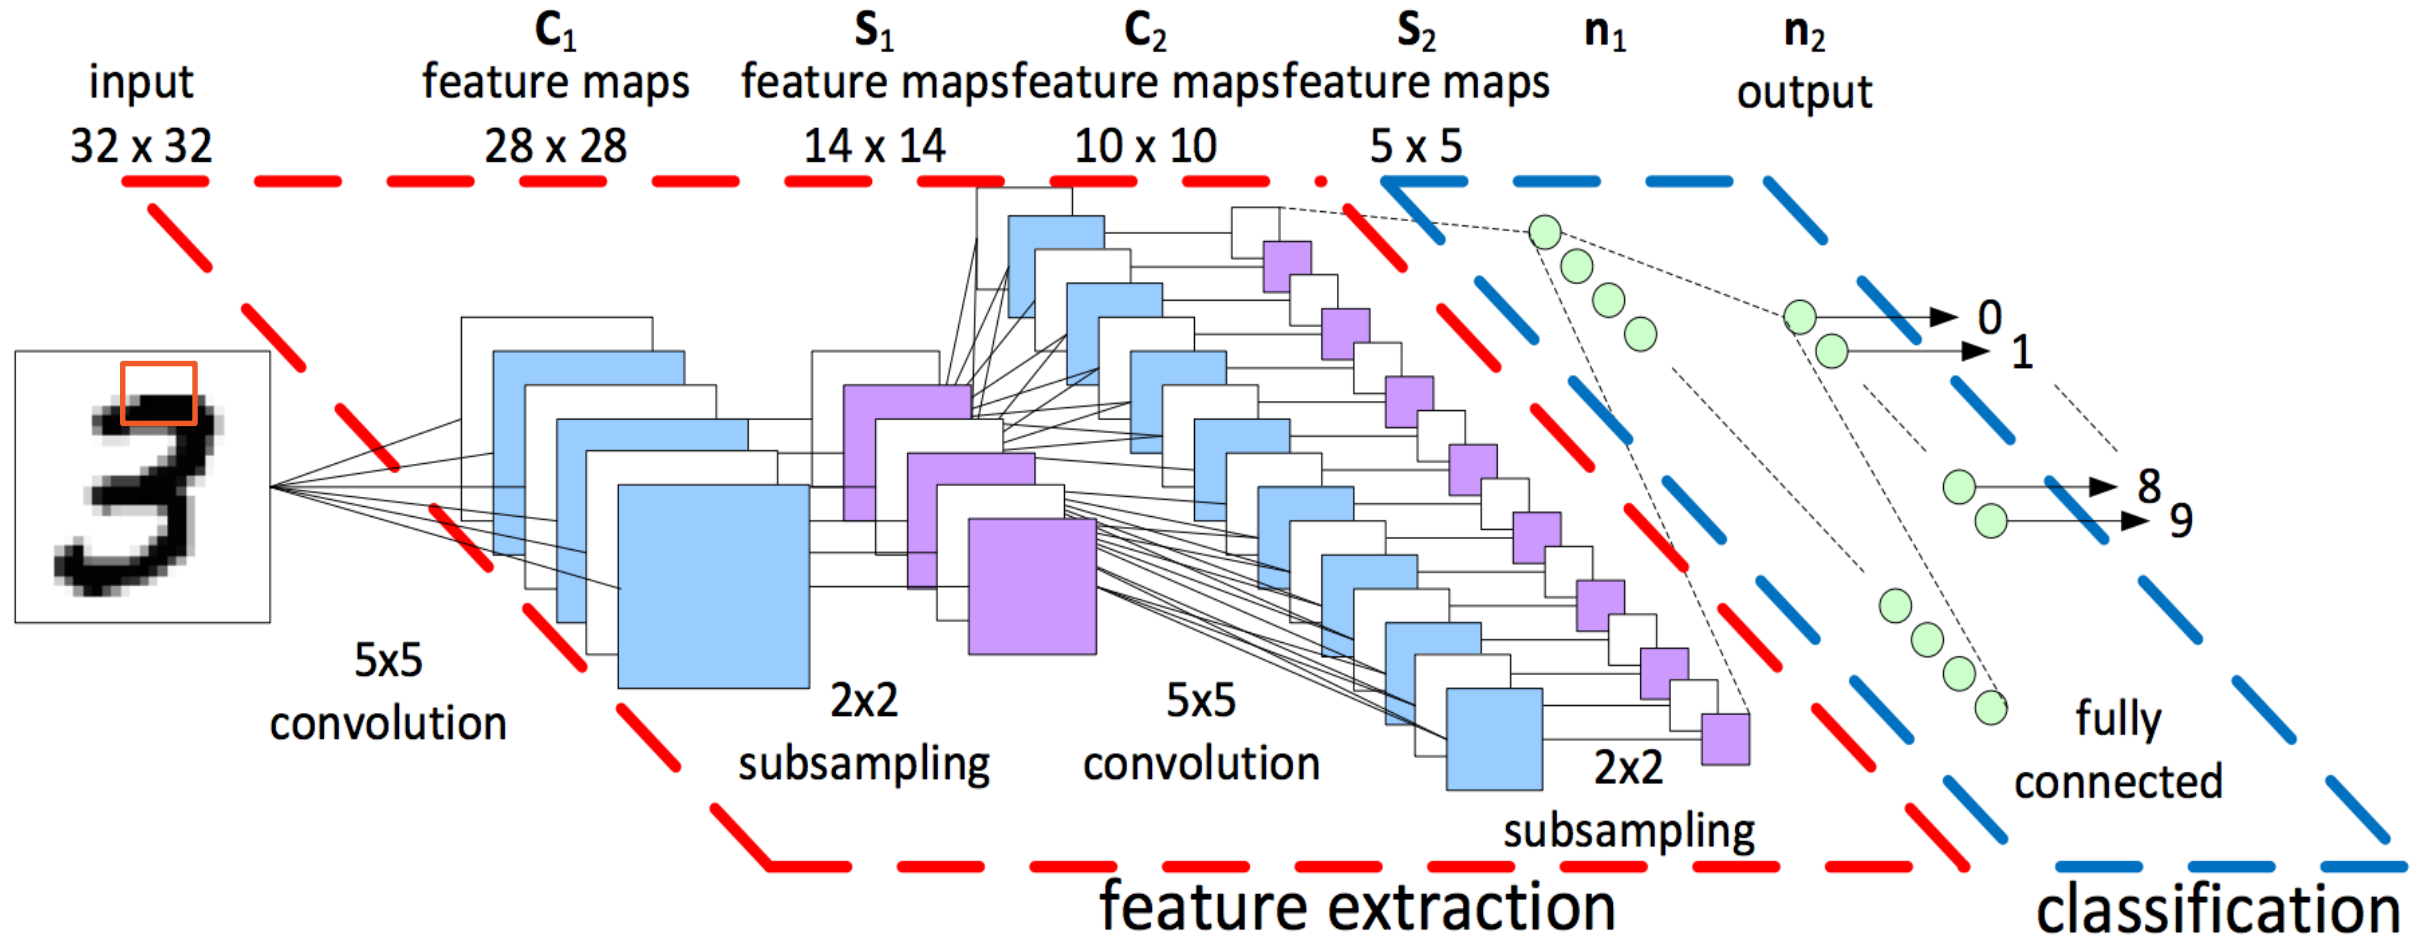 input
32 x 32
C1
feature maps
28 x 28
S1
feature maps
14 x 14
C2
feature maps
10 x 10
S2
feature maps
5 x 5
n1
n2
output
0
1
8
9
5x5
convolution
2x2
subsampling
5x5
convolution
2x2
subsampling
fully
connected
feature extraction
classification